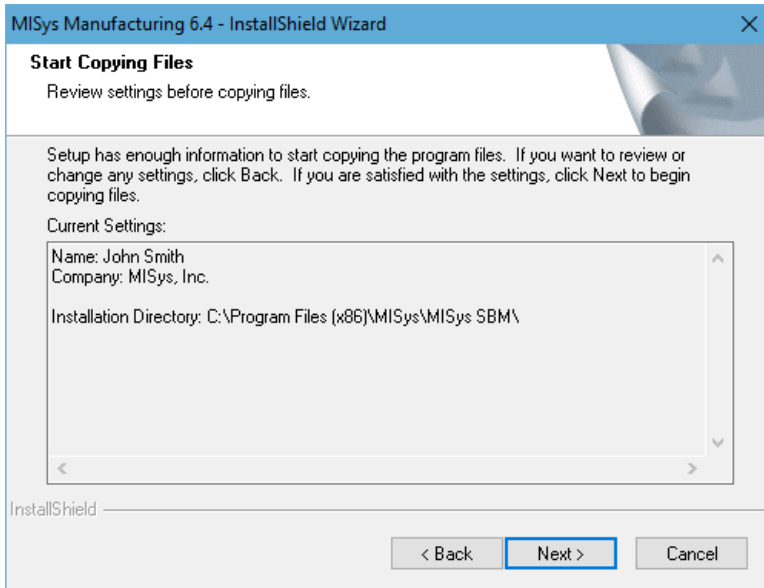 MISys Manufacturing 6.4 - InstallShield Wizard
Start Copying Files
Review settings before copying files.
Setup has enough information to start copying the program files.  If you want to review or
change any settings, click Back.  If you are satisfied with the settings, click Next to begin
copying files.
Current Settings:
Name: John Smith
Company: MISys, Inc.
Installation Directory: C:\Program Files (x86)\MISys\MISys SBM\
InstallShield
< Back
Next >
Cancel